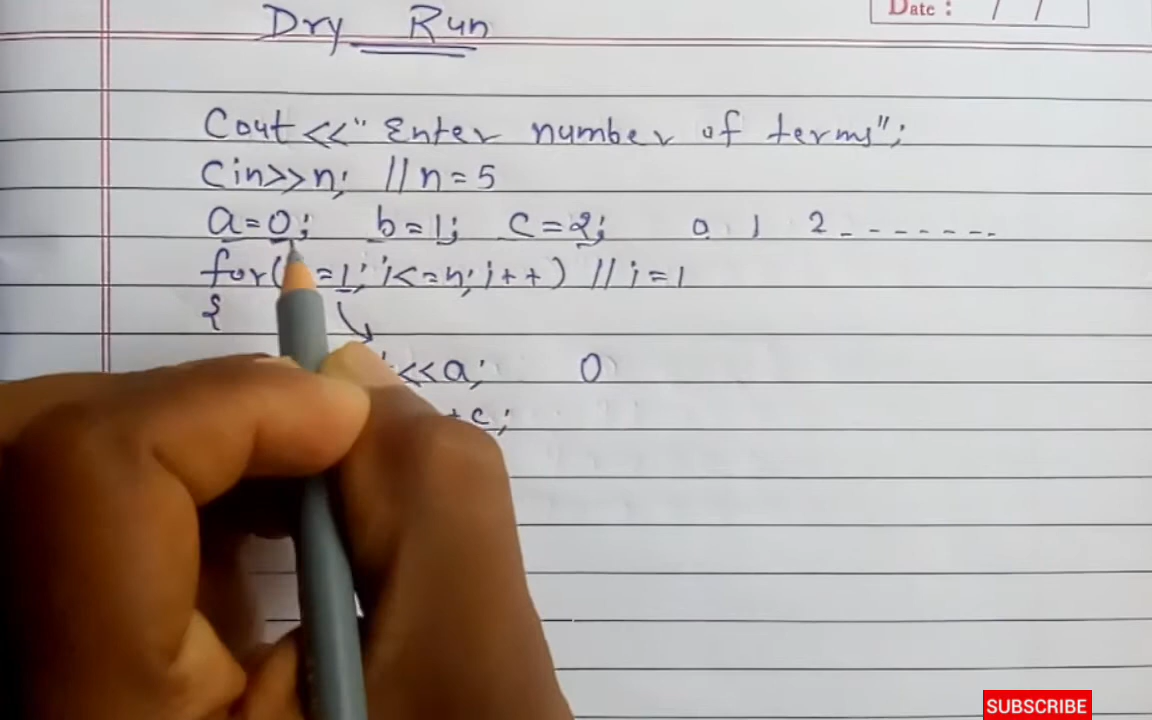 Date : / /
Dry Run
Cout<<"Enter number of terms";
Cin>>n; //n=5
a=0; b=1; c=2; 0 1 2-------
for( =1; i<=n; i++) //i=1
{
<<a; 0
+c;
SUBSCRIBE